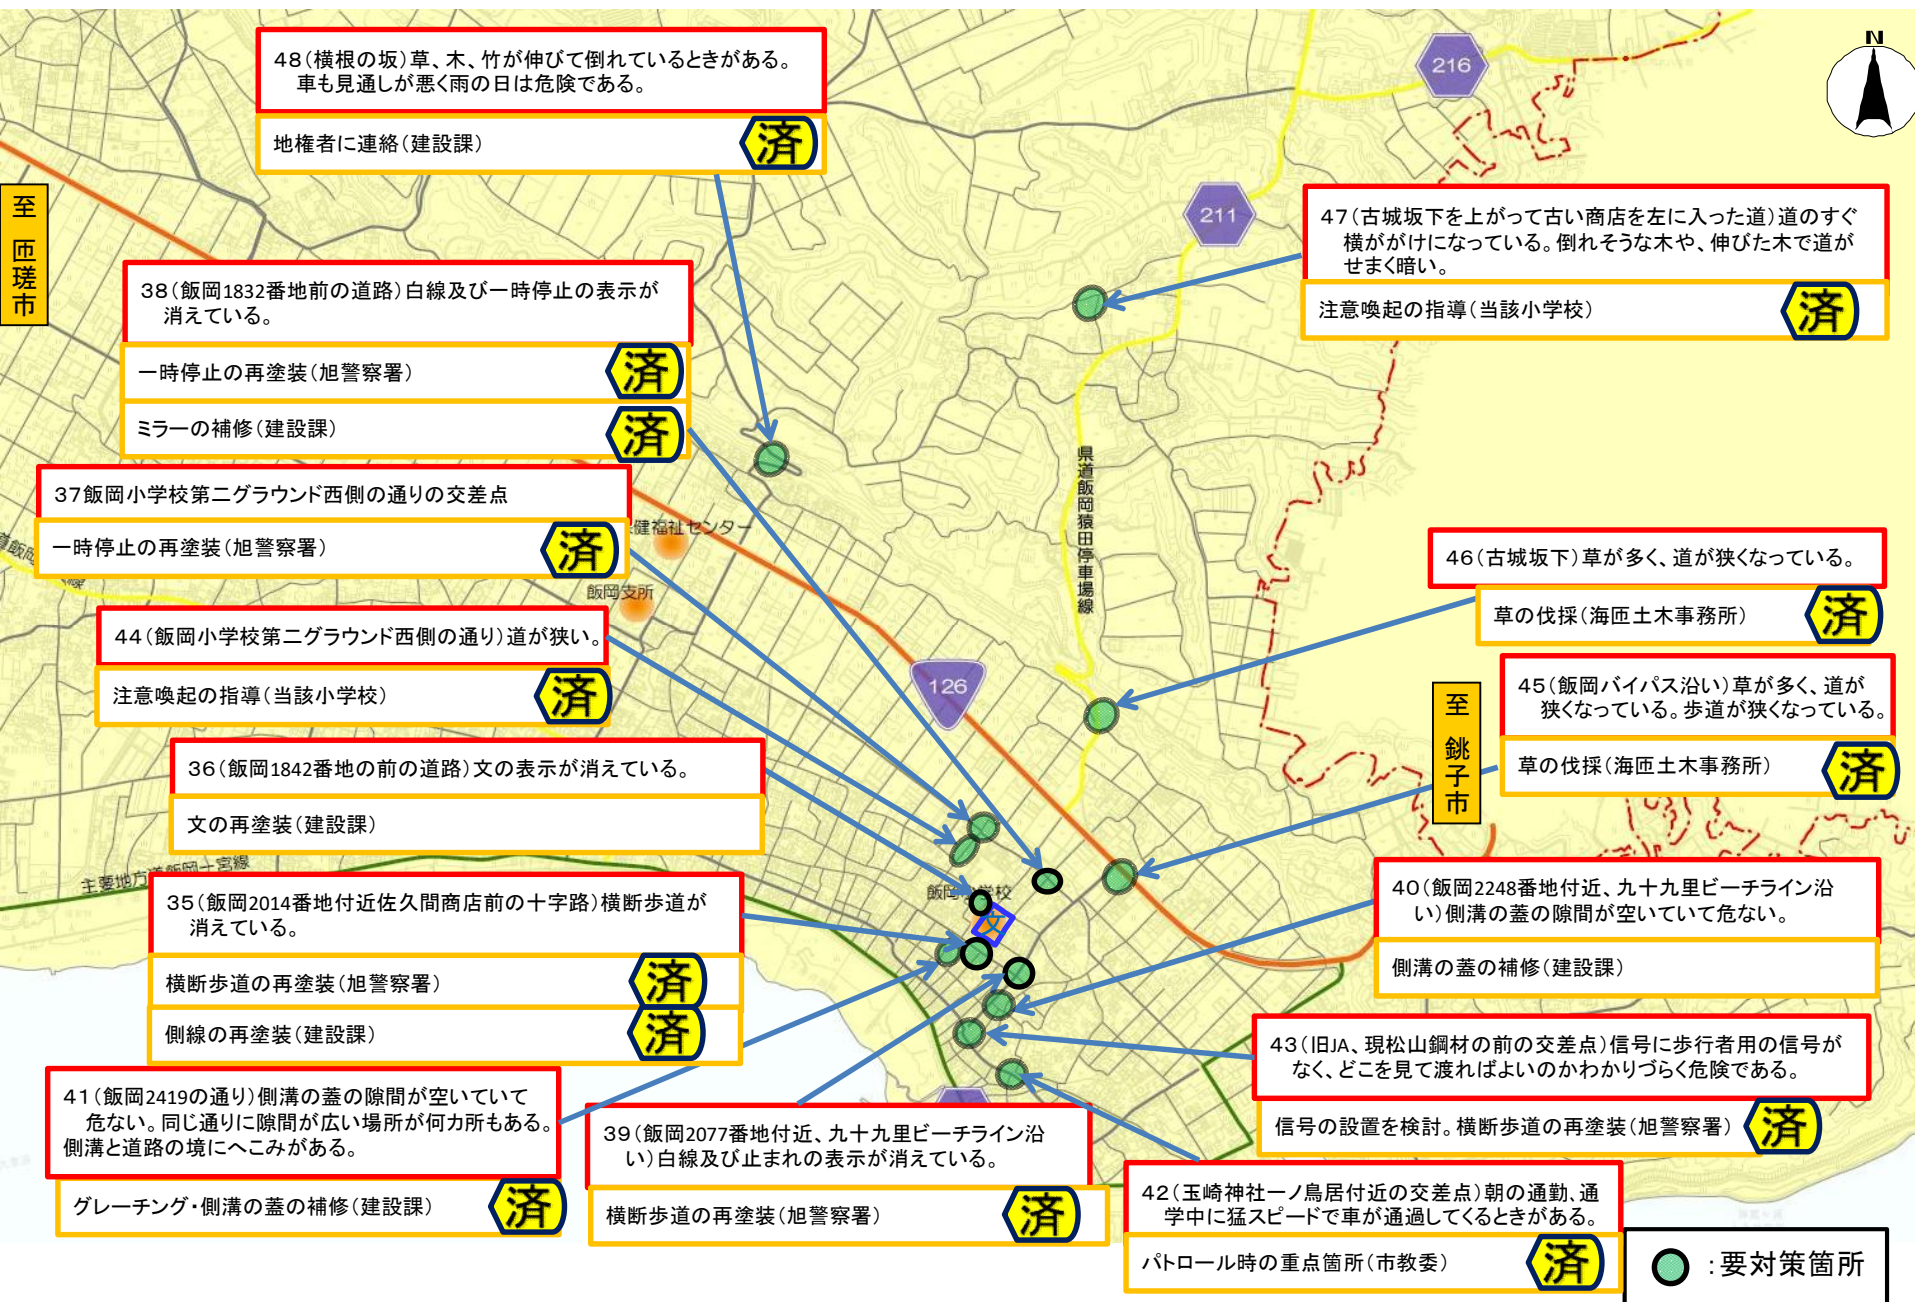 48(横根の坂)草、木、竹が伸びて倒れているときがある。
車も見通しが悪く雨の日は危険である。
地権者に連絡(建設課)
済
216
N
至 匝瑳市
211
47(古城坂下を上がって古い商店を左に入った道)道のすぐ
横ががけになっている。倒れそうな木や、伸びた木で道が
せまく暗い。
注意喚起の指導(当該小学校)
済
38(飯岡1832番地前の道路)白線及び一時停止の表示が
消えている。
一時停止の再塗装(旭警察署)
済
ミラーの補修(建設課)
済
県道飯岡猿田停車場線
37飯岡小学校第二グラウンド西側の通りの交差点
一時停止の再塗装(旭警察署)
済
健福祉センター
飯岡支所
46(古城坂下)草が多く、道が狭くなっている。
草の伐採(海匝土木事務所)
済
44(飯岡小学校第二グラウンド西側の通り)道が狭い。
注意喚起の指導(当該小学校)
済
126
至 銚子市
45(飯岡バイパス沿い)草が多く、道が
狭くなっている。歩道が狭くなっている。
草の伐採(海匝土木事務所)
済
36(飯岡1842番地の前の道路)文の表示が消えている。
文の再塗装(建設課)
主要地方道飯岡一宮線
飯岡小学校
文
35(飯岡2014番地付近佐久間商店前の十字路)横断歩道が
消えている。
横断歩道の再塗装(旭警察署)
済
側線の再塗装(建設課)
済
40(飯岡2248番地付近、九十九里ビーチライン沿
い)側溝の蓋の隙間が空いていて危ない。
側溝の蓋の補修(建設課)
43(旧JA、現松山鋼材の前の交差点)信号に歩行者用の信号が
なく、どこを見て渡ればよいのかわかりづらく危険である。
信号の設置を検討。横断歩道の再塗装(旭警察署)
済
41(飯岡2419の通り)側溝の蓋の隙間が空いていて
危ない。同じ通りに隙間が広い場所が何カ所もある。
側溝と道路の境にへこみがある。
グレーチング・側溝の蓋の補修(建設課)
済
39(飯岡2077番地付近、九十九里ビーチライン沿
い)白線及び止まれの表示が消えている。
横断歩道の再塗装(旭警察署)
済
42(玉崎神社一ノ鳥居付近の交差点)朝の通勤、通
学中に猛スピードで車が通過してくるときがある。
パトロール時の重点箇所(市教委)
済
:要対策箇所